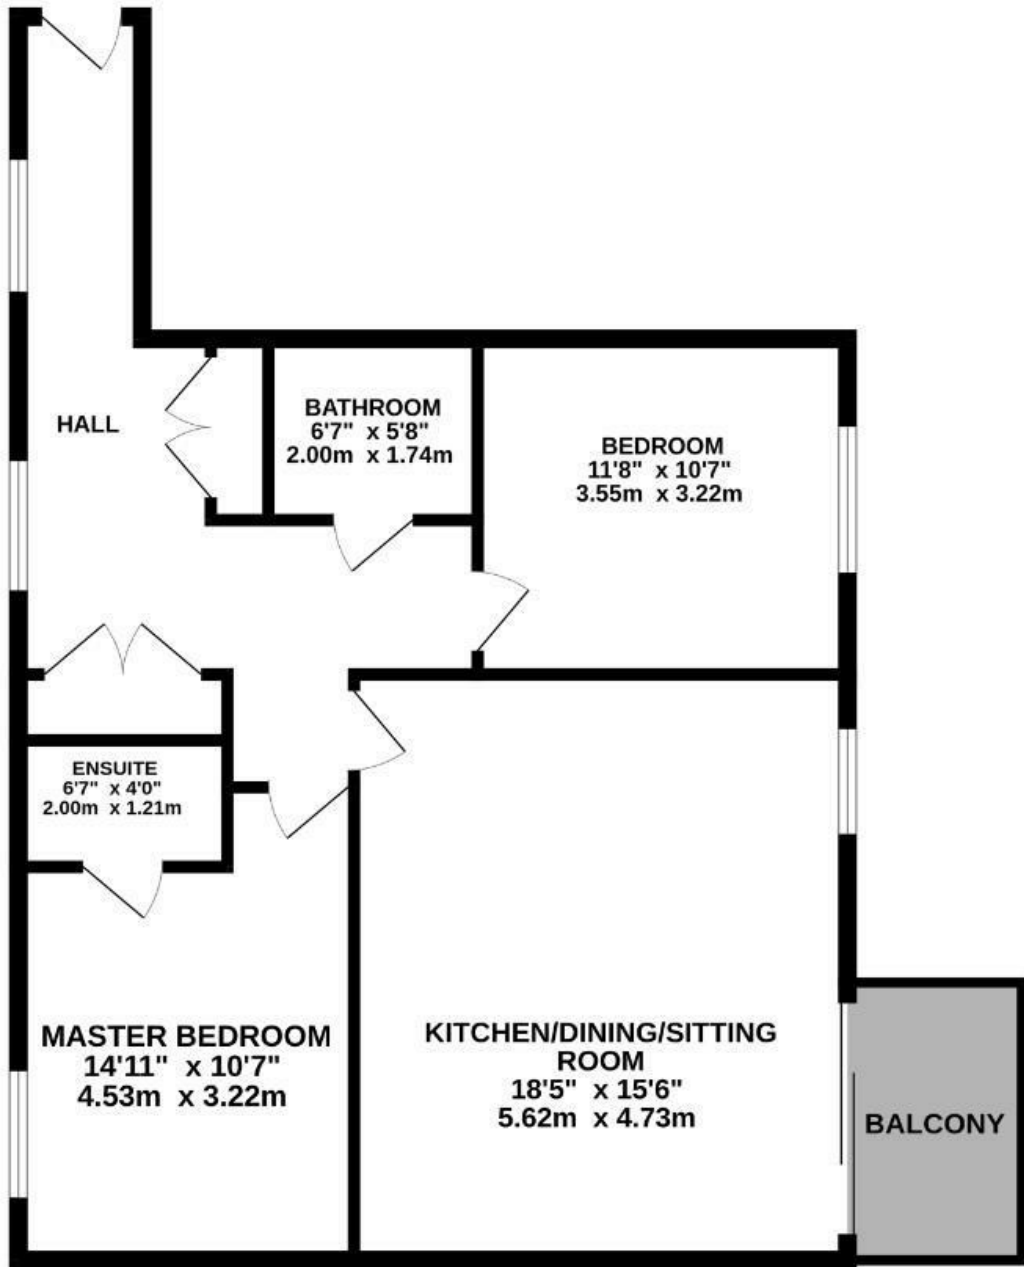 HALL
BATHROOM
6'7" x 5'8"
2.00m x 1.74m
BEDROOM
11'8" x 10'7"
3.55m x 3.22m
ENSUITE
6'7" x 4'0"
2.00m x 1.21m
MASTER BEDROOM
14'11" x 10'7"
4.53m x 3.22m
KITCHEN/DINING/SITTING
ROOM
18'5" x 15'6"
5.62m x 4.73m
BALCONY